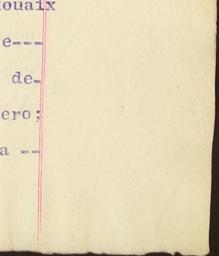 ouaix
e---
de-
ero;
a --